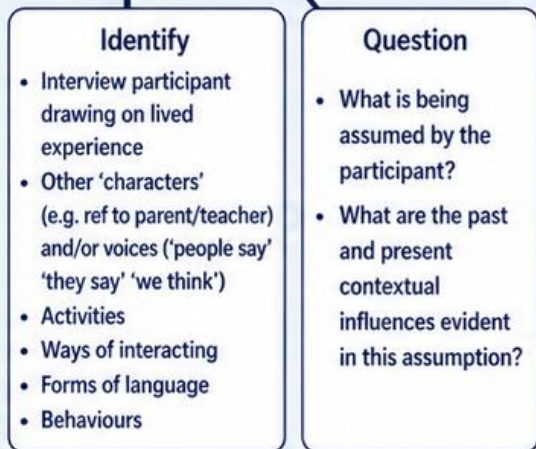 Identify
• Interview participant
drawing on lived
experience
• Other ‘characters’
(e.g. ref to parent/teacher)
and/or voices (‘people say’
‘they say’ ‘we think’)
• Activities
• Ways of interacting
• Forms of language
• Behaviours
Question
• What is being
assumed by the
participant?
• What are the past
and present
contextual
influences evident
in this assumption?